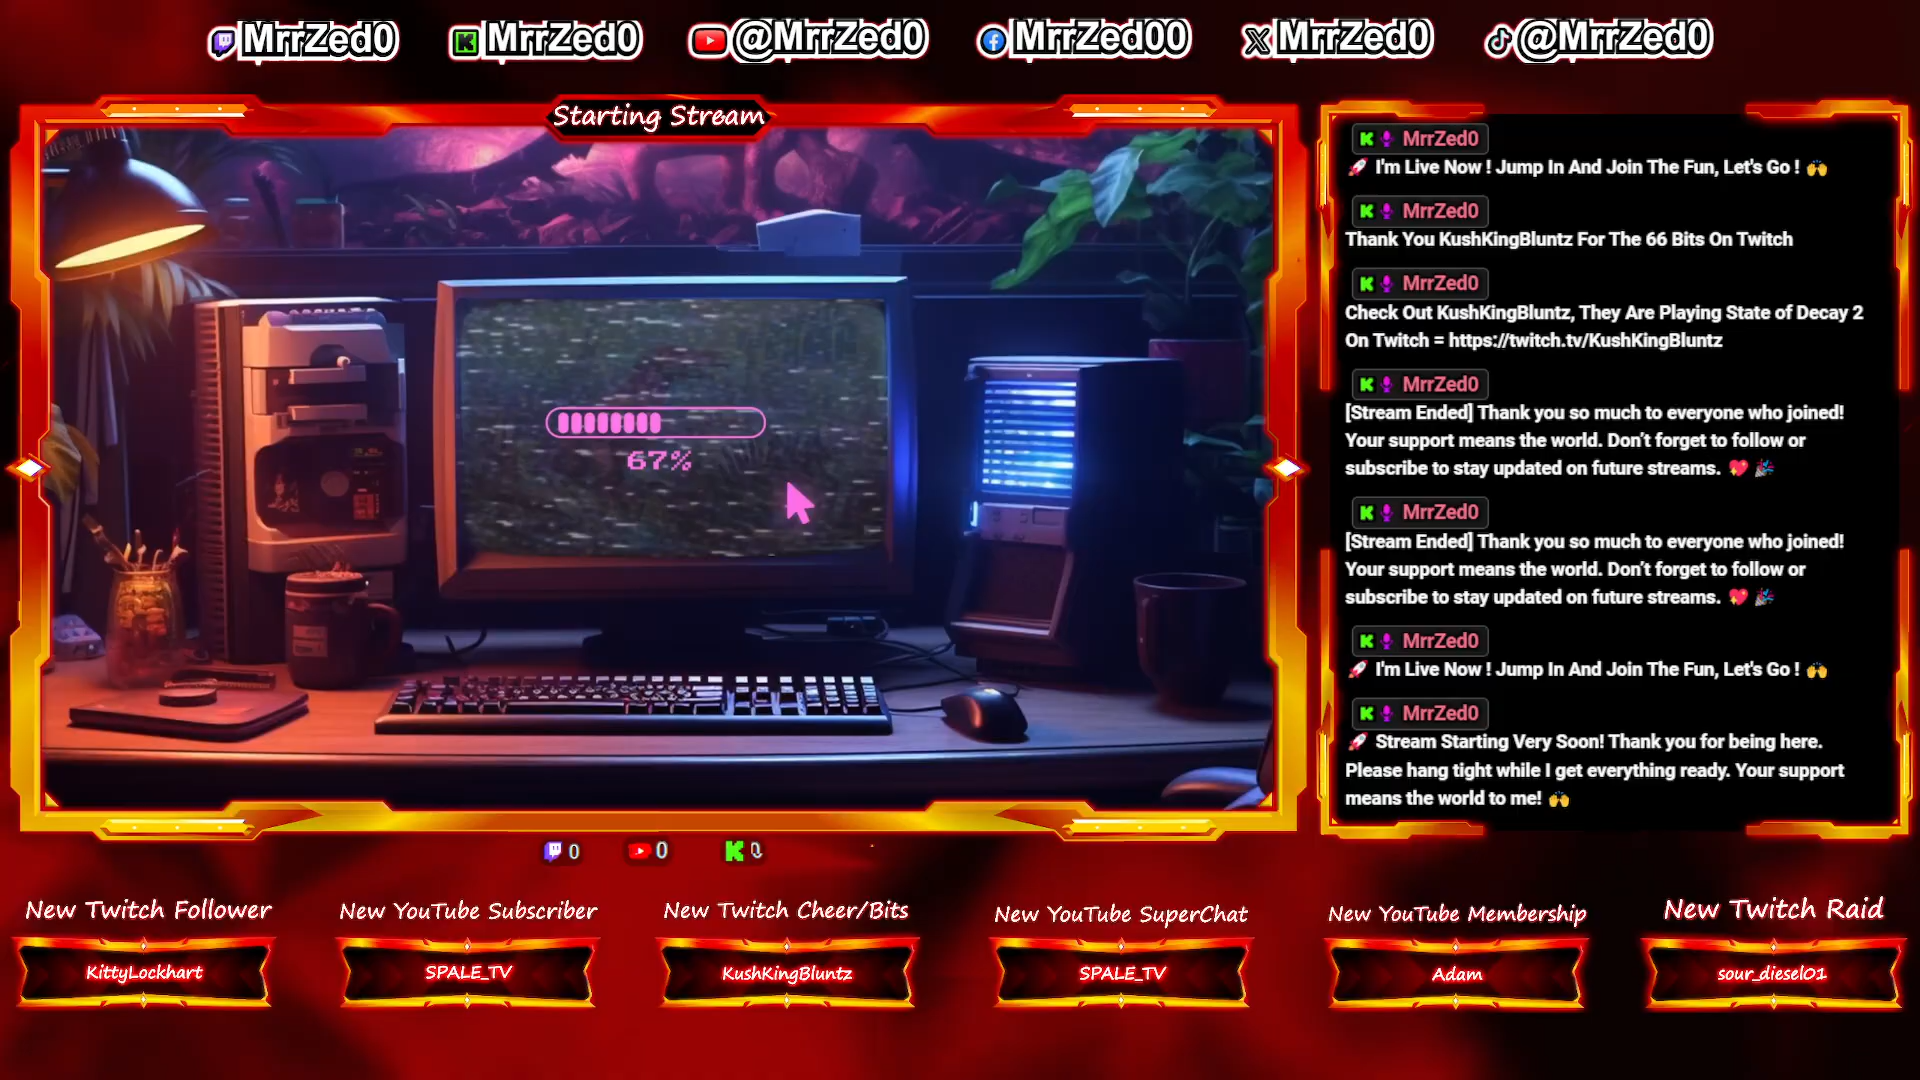 MrrZed0
MrrZed0
@MrrZed0
MrrZed00
MrrZed0
@MrrZed0
Starting Stream
67%
MrrZed0
🚀 I'm Live Now ! Jump In And Join The Fun, Let's Go ! 🙌
MrrZed0
Thank You KushKingBluntz For The 66 Bits On Twitch
MrrZed0
Check Out KushKingBluntz, They Are Playing State of Decay 2
On Twitch = https://twitch.tv/KushKingBluntz
MrrZed0
[Stream Ended] Thank you so much to everyone who joined!
Your support means the world. Don't forget to follow or
subscribe to stay updated on future streams. 💖 🎉
MrrZed0
[Stream Ended] Thank you so much to everyone who joined!
Your support means the world. Don't forget to follow or
subscribe to stay updated on future streams. 💖 🎉
MrrZed0
🚀 I'm Live Now ! Jump In And Join The Fun, Let's Go ! 🙌
MrrZed0
🚀 Stream Starting Very Soon! Thank you for being here.
Please hang tight while I get everything ready. Your support
means the world to me! 🙌
0
0
New Twitch Follower
KittyLockhart
New YouTube Subscriber
SPALE_TV
New Twitch Cheer/Bits
KushKingBluntz
New YouTube SuperChat
SPALE_TV
New YouTube Membership
Adam
New Twitch Raid
sour_diesel01